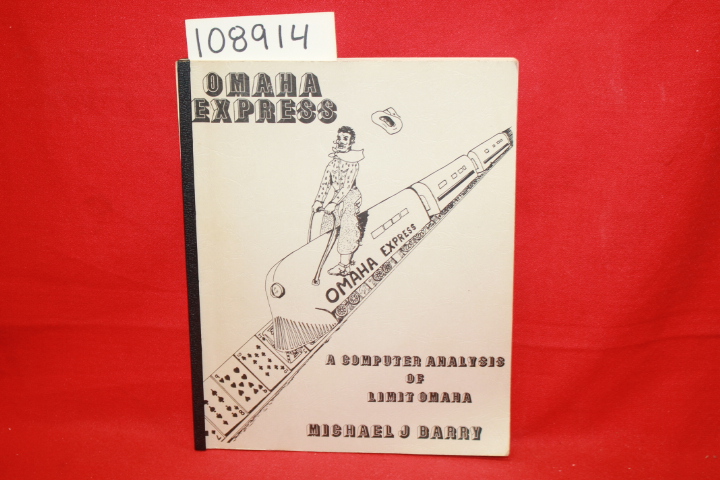 108914
OMAHA
EXPRESS
OMAHA EXPRESS
A COMPUTER ANALYSIS
OF
LIMIT OMAHA
MICHAEL J BARRY